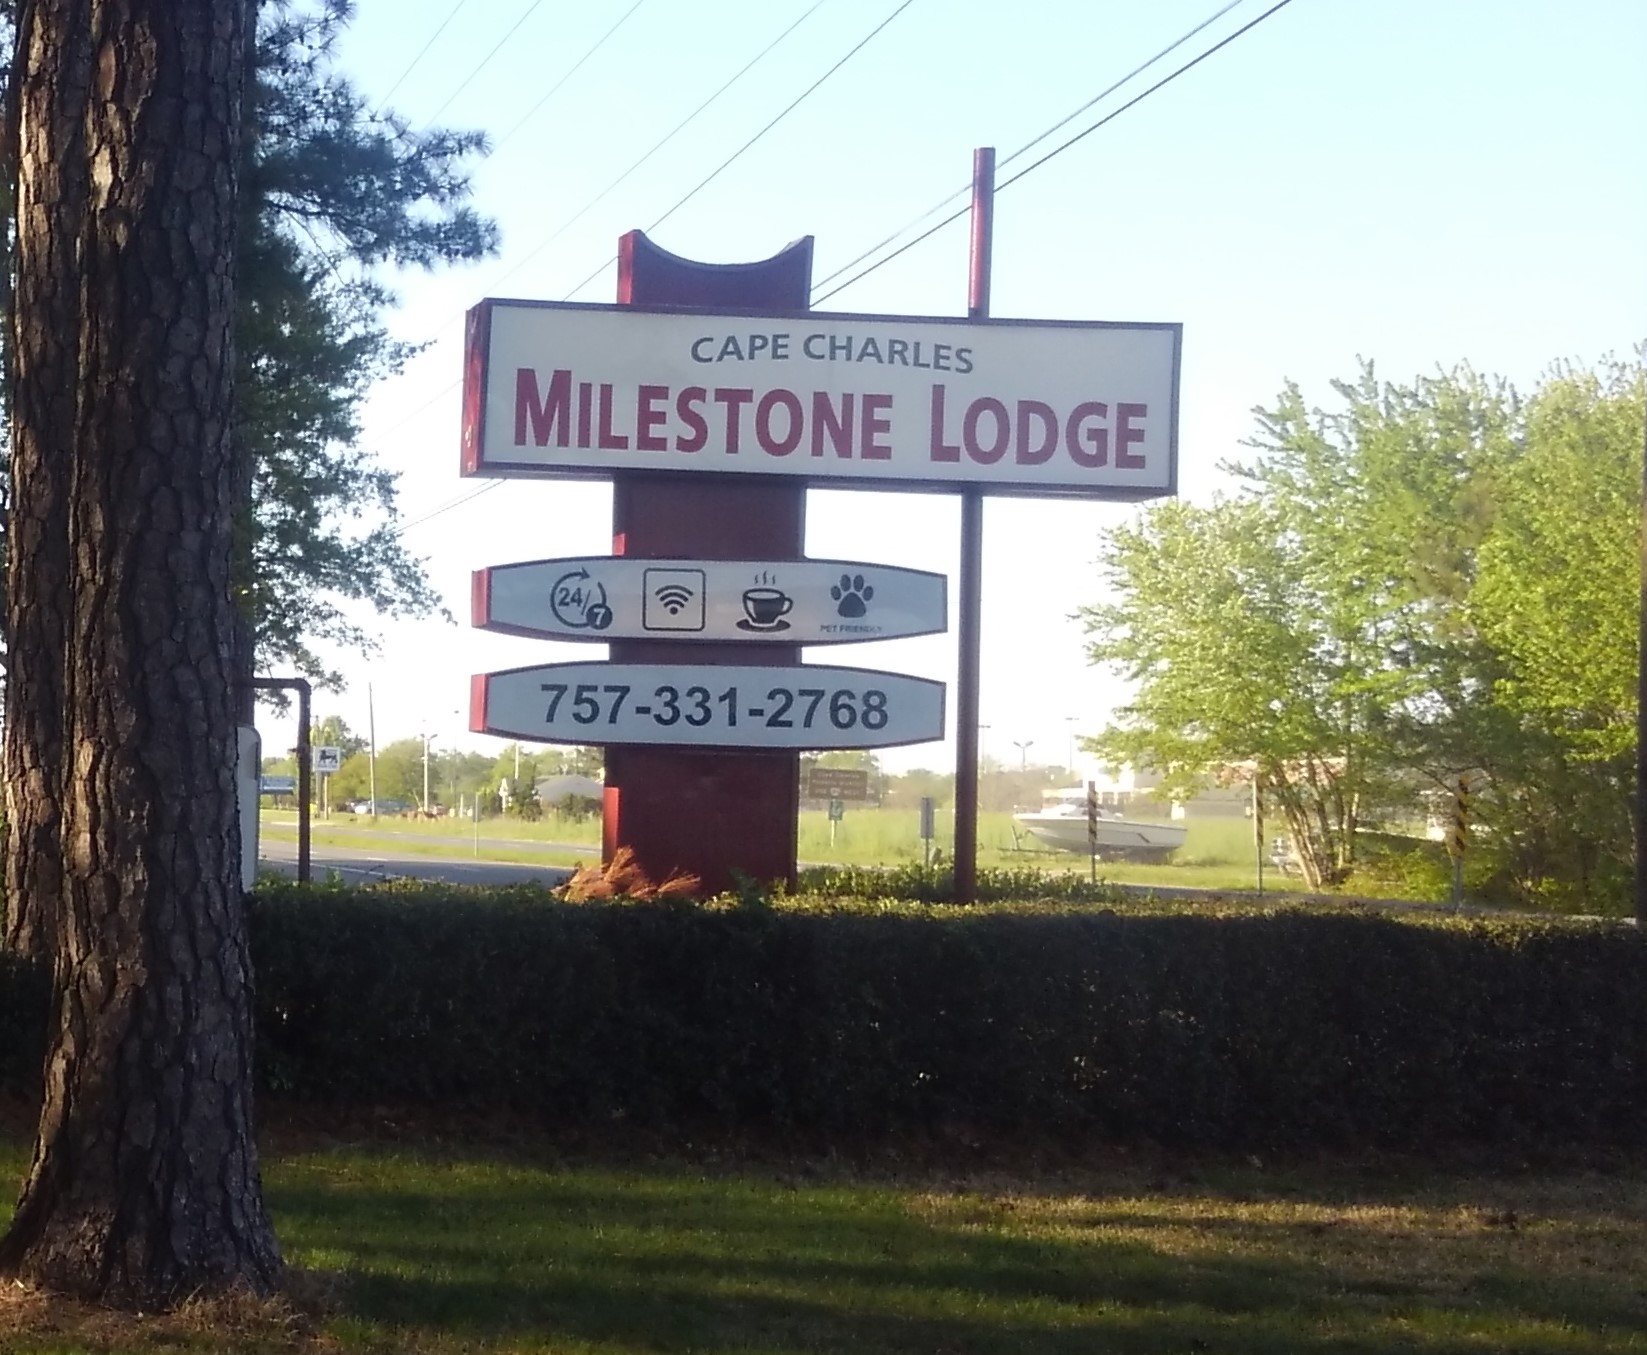 CAPE CHARLES
MILESTONE LODGE
24/7
PET FRIENDLY
757-331-2768